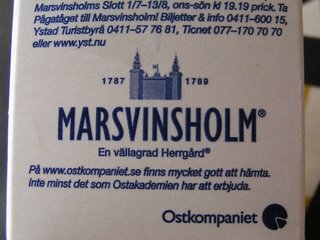 Marsvinsholms Slott 1/7–13/8, ons-sön kl 19.19 prick. Ta
Pågatåget till Marsvinsholm! Biljetter & info 0411–600 15,
Ystad Turistbyrå 0411–57 76 81, Ticnet 077-170 70 70
eller www.yst.nu
1787 1789
MARSVINSHOLM®
En vällagrad Herrgård®
På www.ostkompaniet.se finns mycket gott att hämta.
Inte minst det som Ostakademien har att erbjuda.
Ostkompaniet